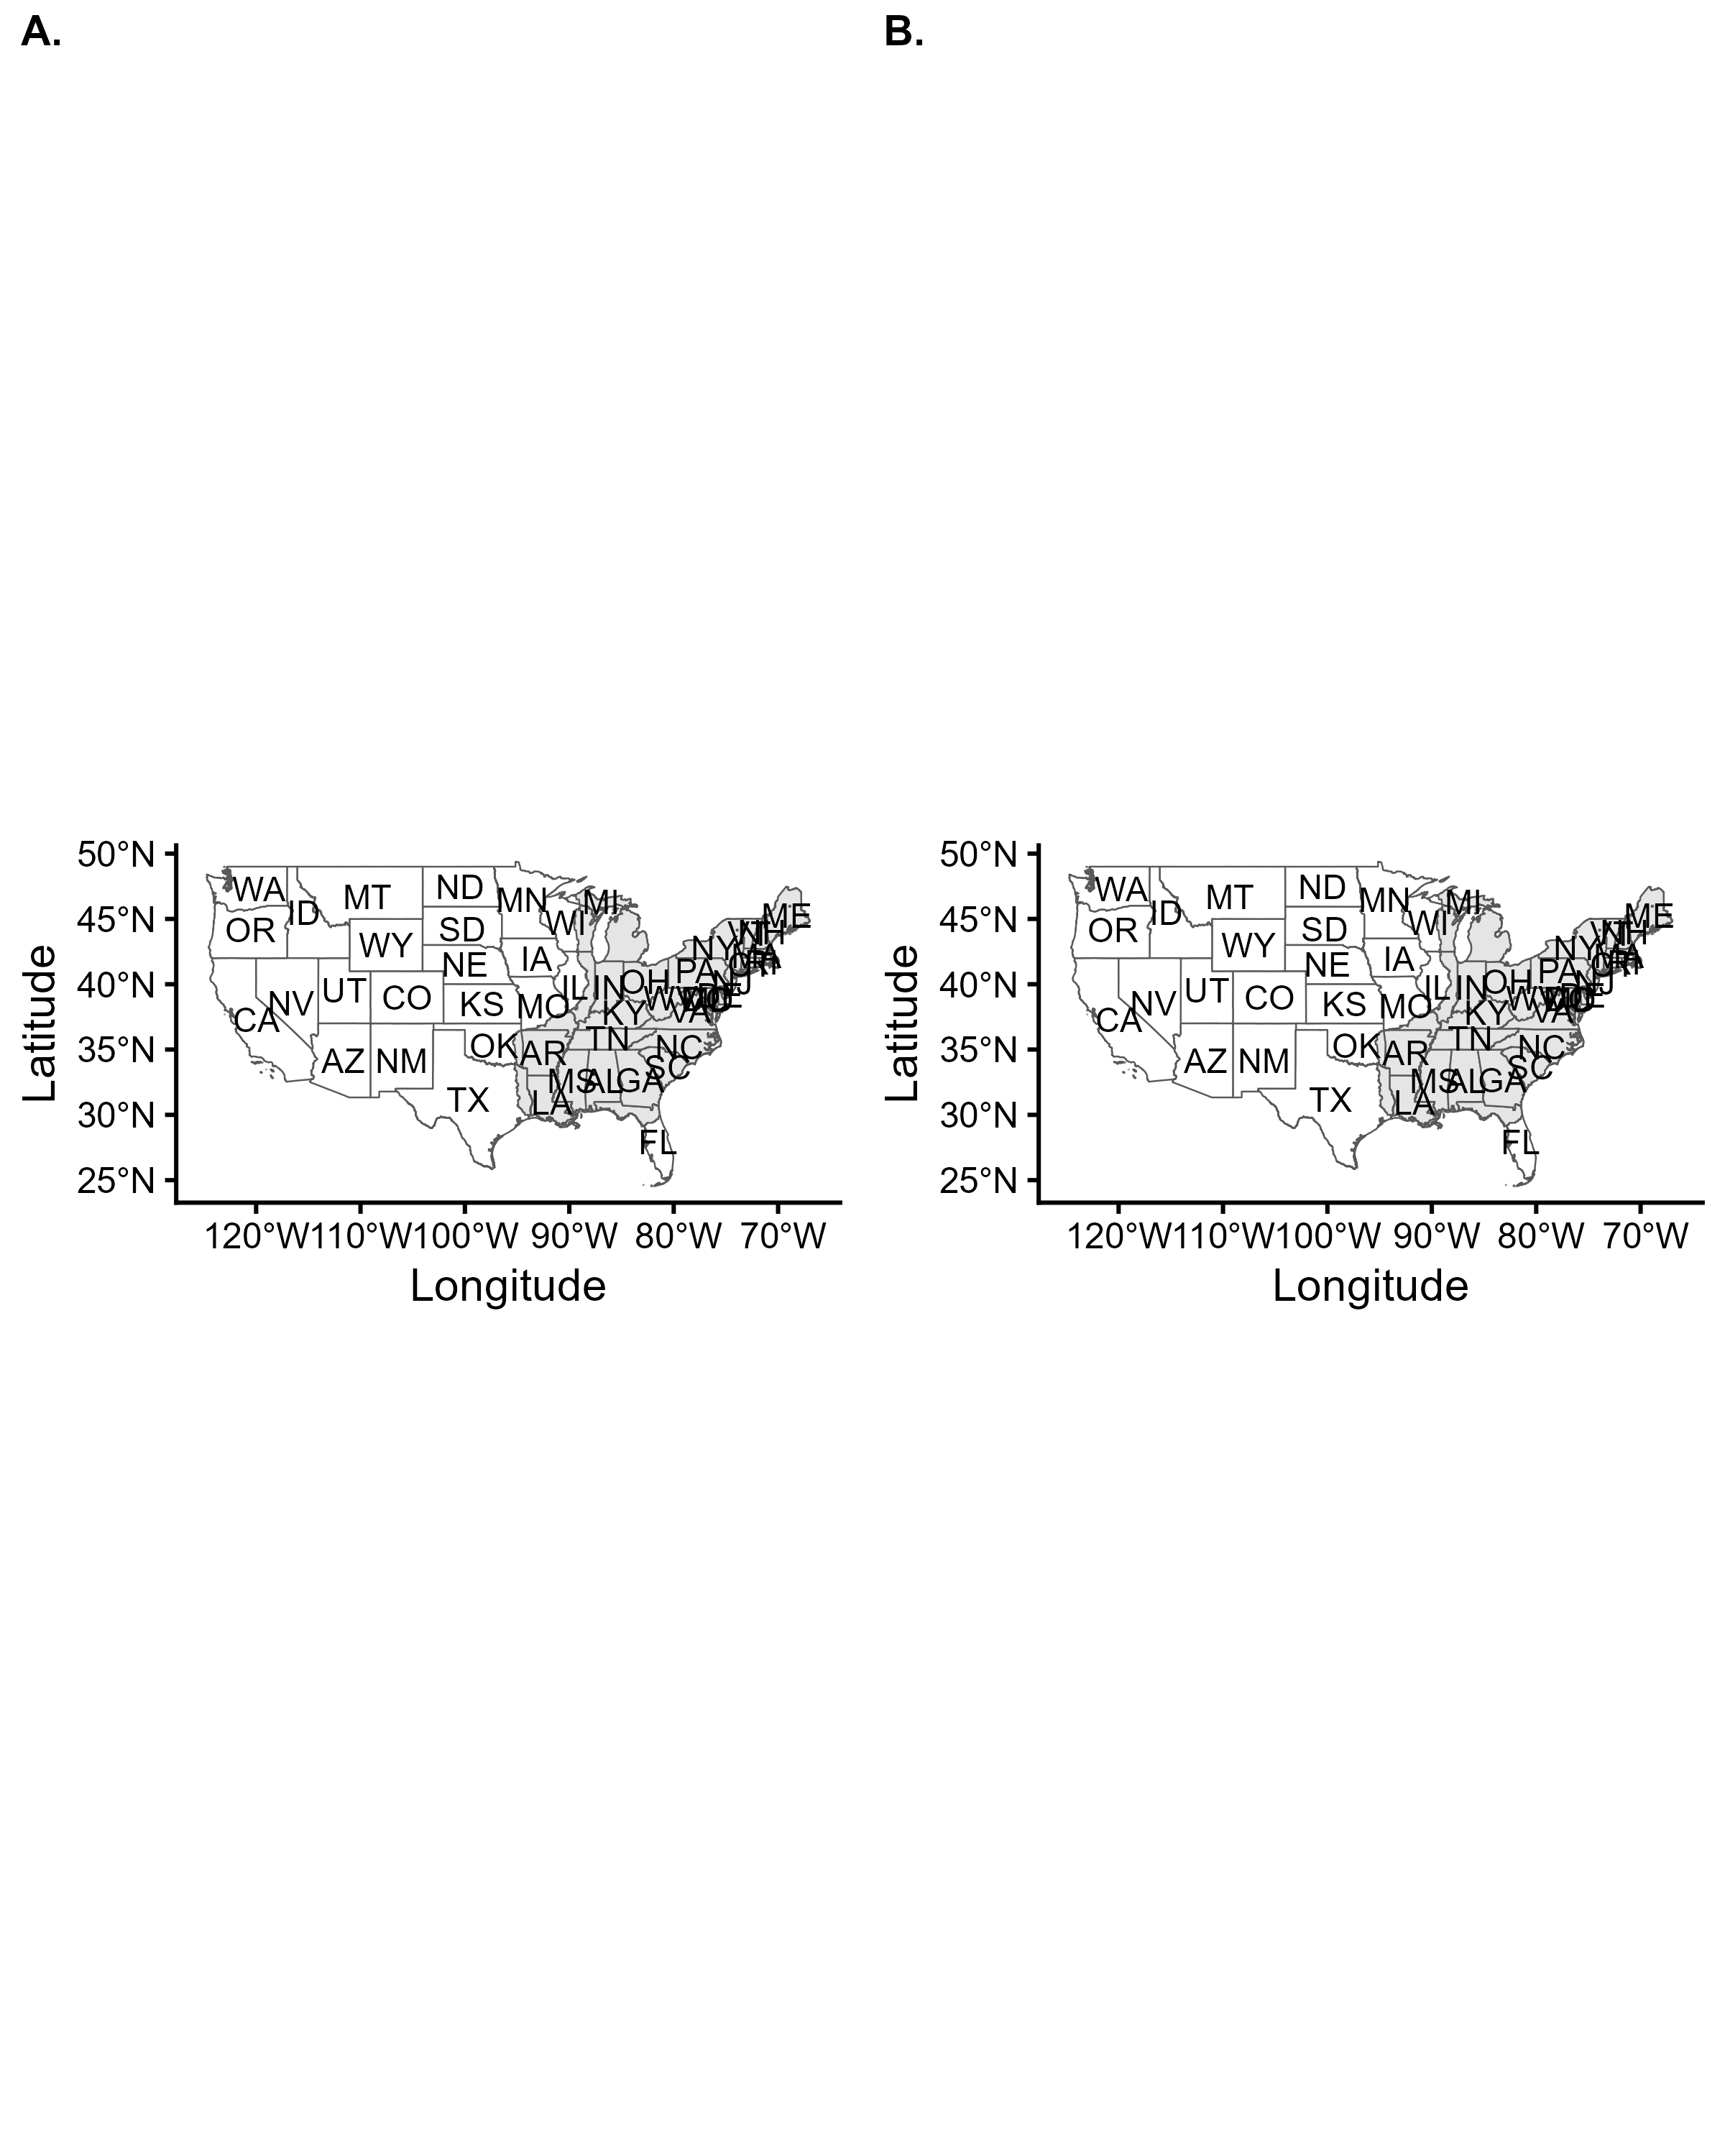 A. B.
50°N
45°N
40°N
35°N
30°N
25°N
Latitude
WA MT ND MN MI ME
OR ID SD WI
WY IA NY
NE PA
NV UT CO KS MO IL IN OH
CA KY
AZ NM OK AR TN NC
TX MS AL GA SC
LA
FL
120°W 110°W 100°W 90°W 80°W 70°W
Longitude
50°N
45°N
40°N
35°N
30°N
25°N
Latitude
WA MT ND MN MI ME
OR ID SD WI
WY IA NY
NE PA
NV UT CO KS MO IL IN OH
CA KY
AZ NM OK AR TN NC
TX MS AL GA SC
LA
FL
120°W 110°W 100°W 90°W 80°W 70°W
Longitude